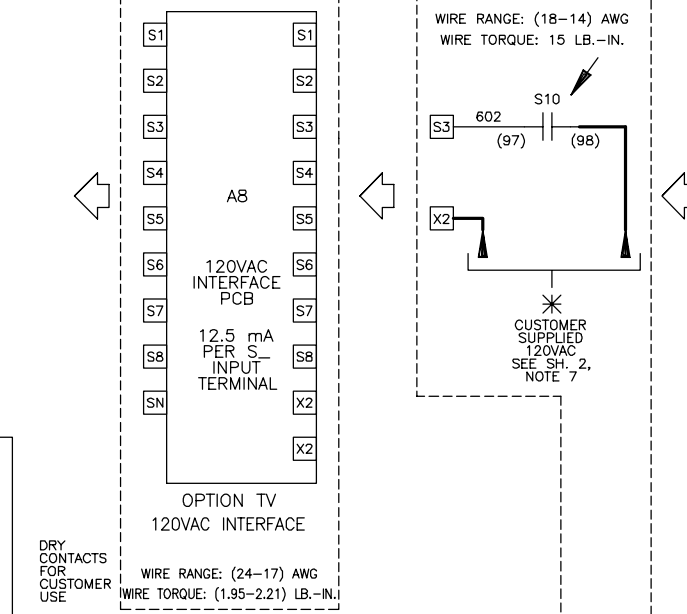 WIRE RANGE: (18-14) AWG
WIRE TORQUE: 15 LB.-IN.
S1
S1
S2
S2
S3
S3
S4
S4
S5
S5
S6
S6
S7
S7
S8
S8
SN
X2
X2
A8
120VAC
INTERFACE
PCB
12.5 mA
PER S_
INPUT
TERMINAL
OPTION TV
120VAC INTERFACE
WIRE RANGE: (24-17) AWG
WIRE TORQUE: (1.95-2.21) LB.-IN.
S10
S3
602
(97)
(98)
X2
CUSTOMER
SUPPLIED
120VAC
SEE SH. 2,
NOTE 7
DRY
CONTACTS
FOR
CUSTOMER
USE